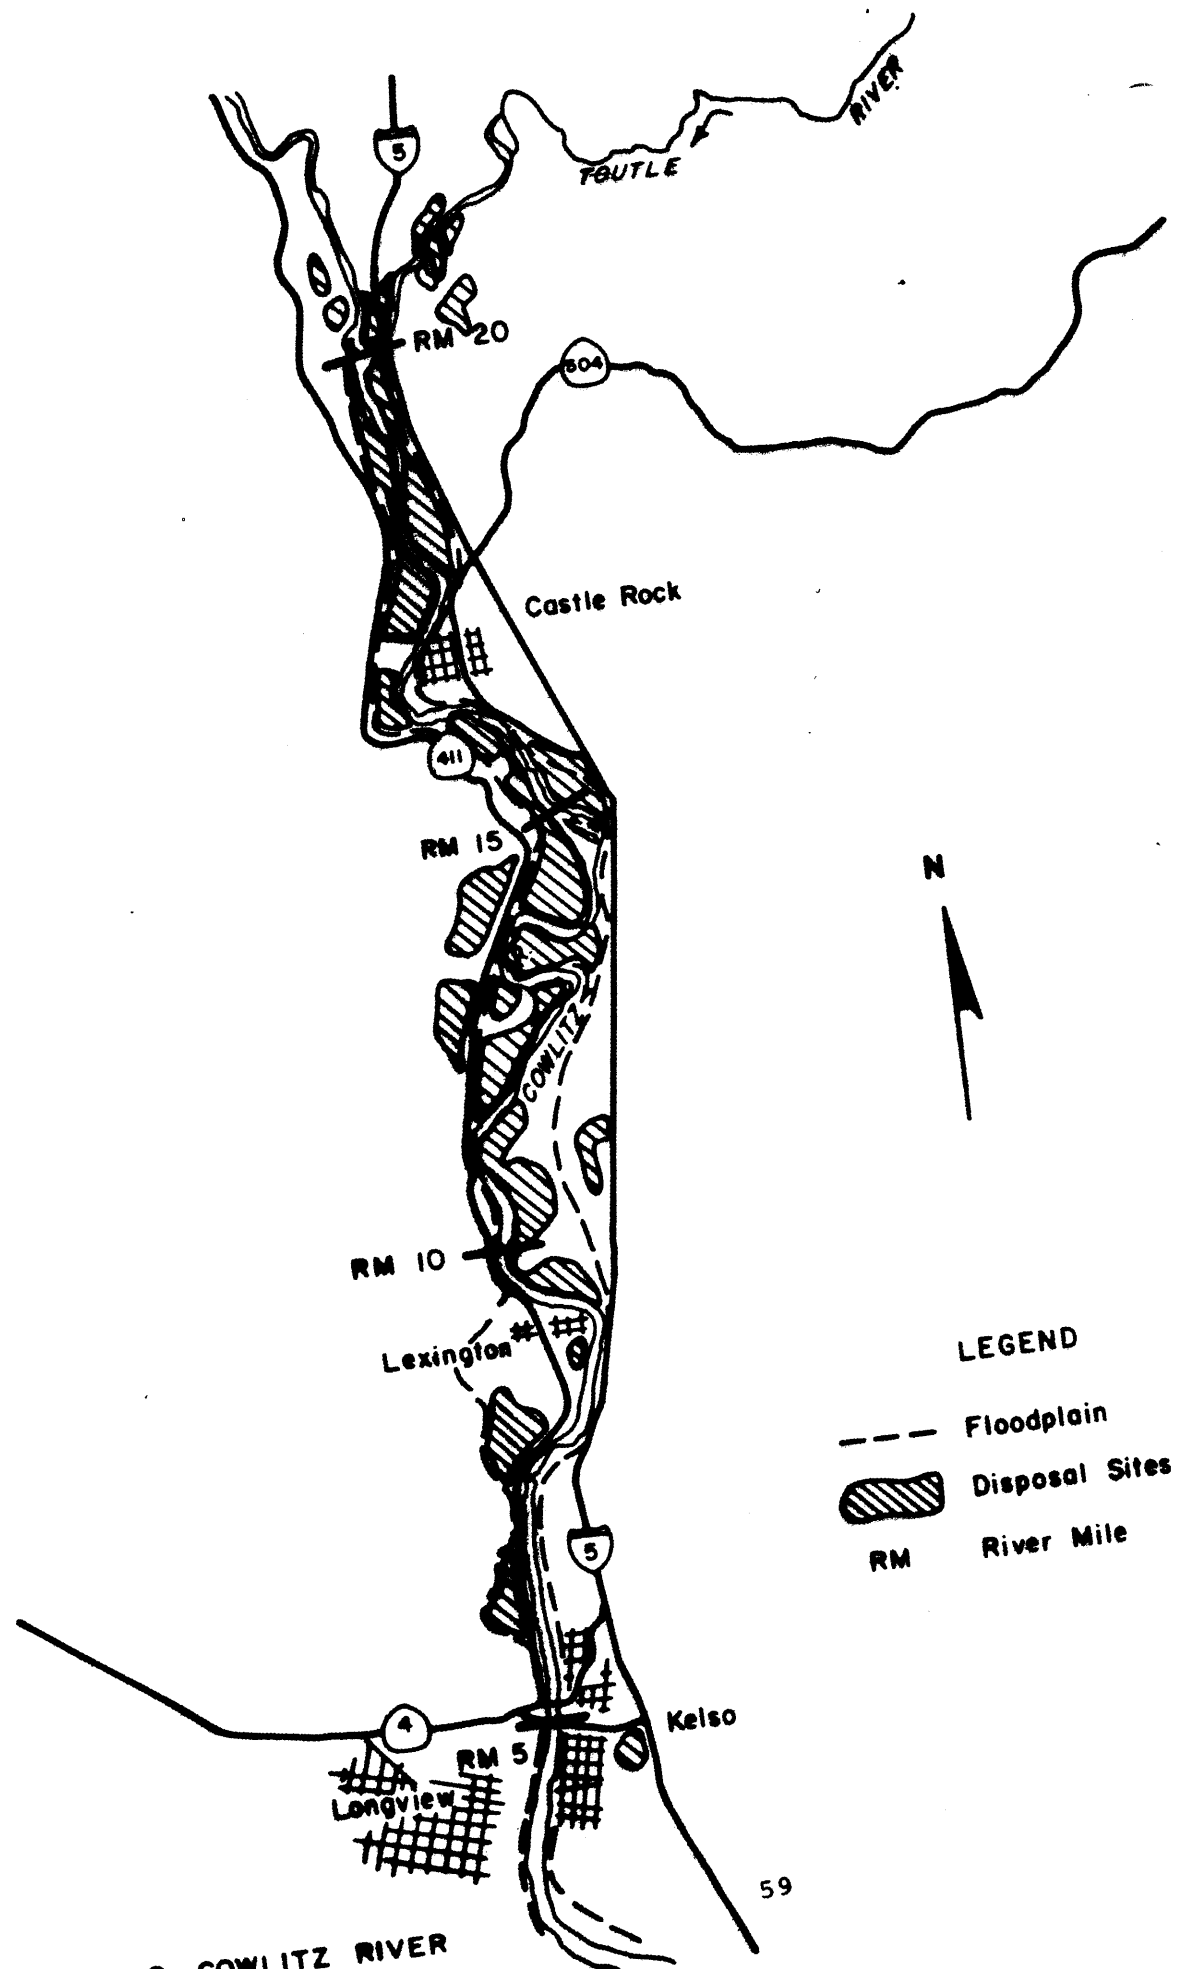 RIVER
TOUTLE
5
RM 20
504
Castle Rock
411
RM 15
N
COWLITZ
RM 10
Lexington
LEGEND
Floodplain
Disposal Sites
RM River Mile
5
Kelso
4
RM 5
Longview
59
COWLITZ RIVER